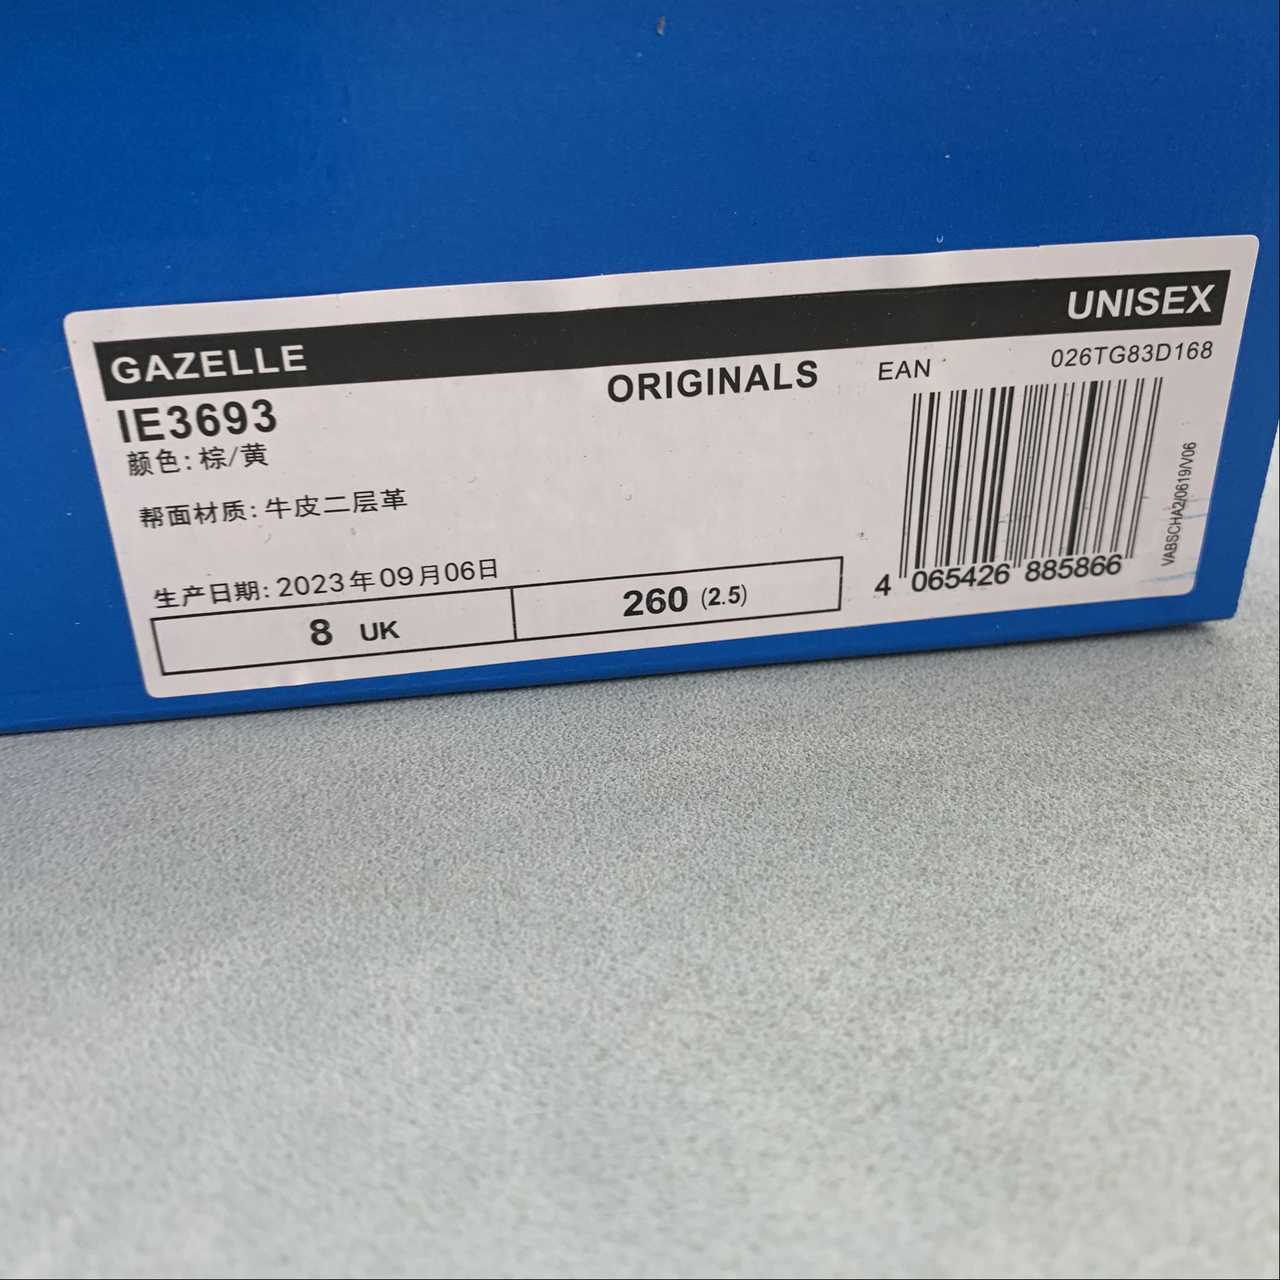 GAZELLE
UNISEX
IE3693
ORIGINALS
EAN
026TG83D168
颜色: 棕/黄
帮面材质: 牛皮二层革
生产日期: 2023年09月06日
8 UK
260 (2.5)
4 065426 885866
VABSCHA2/0619/V06